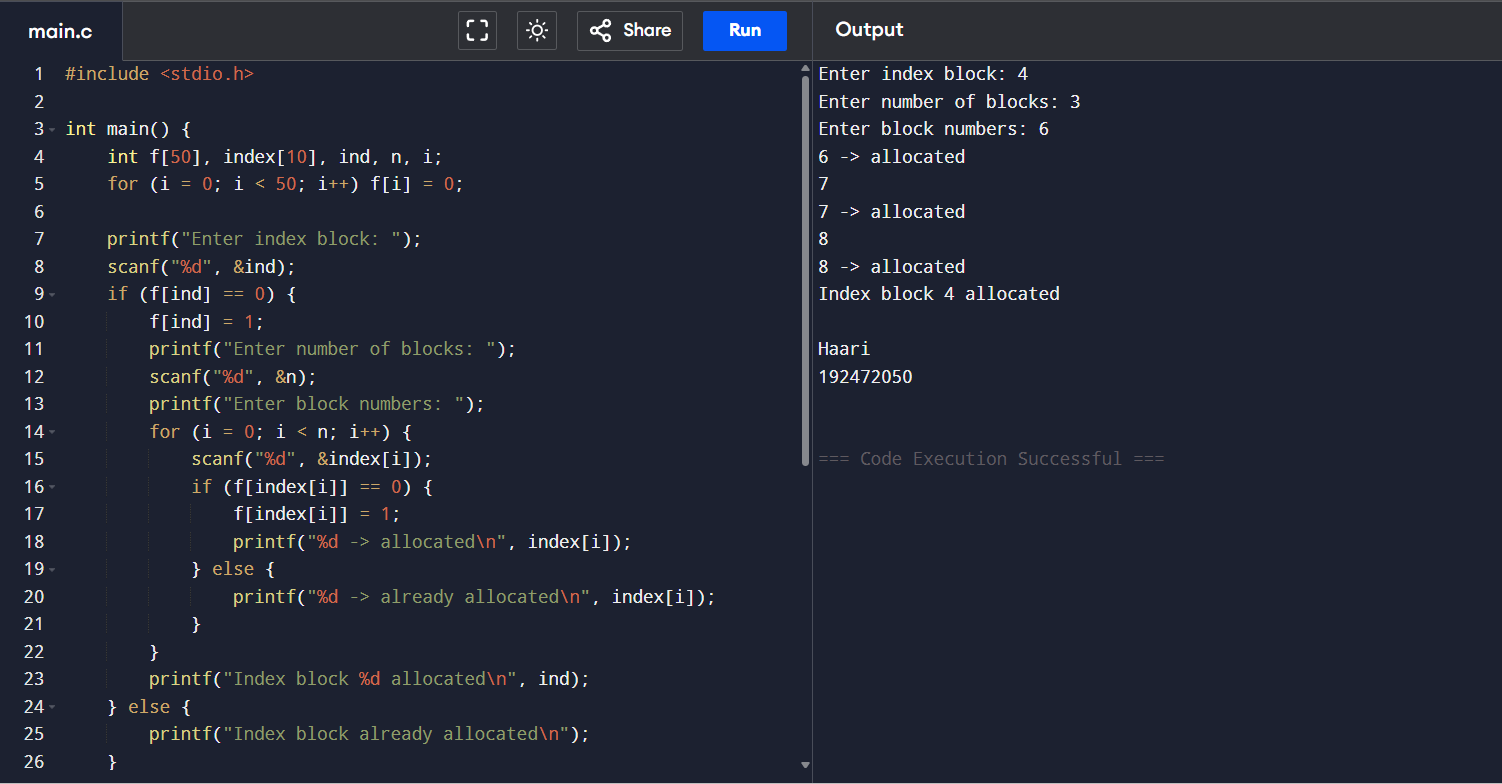 main.c
Share
Run
Output
1 #include <stdio.h>
2
3 int main() {
4     int f[50], index[10], ind, n, i;
5     for (i = 0; i < 50; i++) f[i] = 0;
6
7     printf("Enter index block: ");
8     scanf("%d", &ind);
9     if (f[ind] == 0) {
10         f[ind] = 1;
11         printf("Enter number of blocks: ");
12         scanf("%d", &n);
13         printf("Enter block numbers: ");
14         for (i = 0; i < n; i++) {
15             scanf("%d", &index[i]);
16             if (f[index[i]] == 0) {
17                 f[index[i]] = 1;
18                 printf("%d -> allocated\n", index[i]);
19             } else {
20                 printf("%d -> already allocated\n", index[i]);
21             }
22         }
23         printf("Index block %d allocated\n", ind);
24     } else {
25         printf("Index block already allocated\n");
26     }
Enter index block: 4
Enter number of blocks: 3
Enter block numbers: 6
6 -> allocated
7
7 -> allocated
8
8 -> allocated
Index block 4 allocated
Haari
192472050
=== Code Execution Successful ===